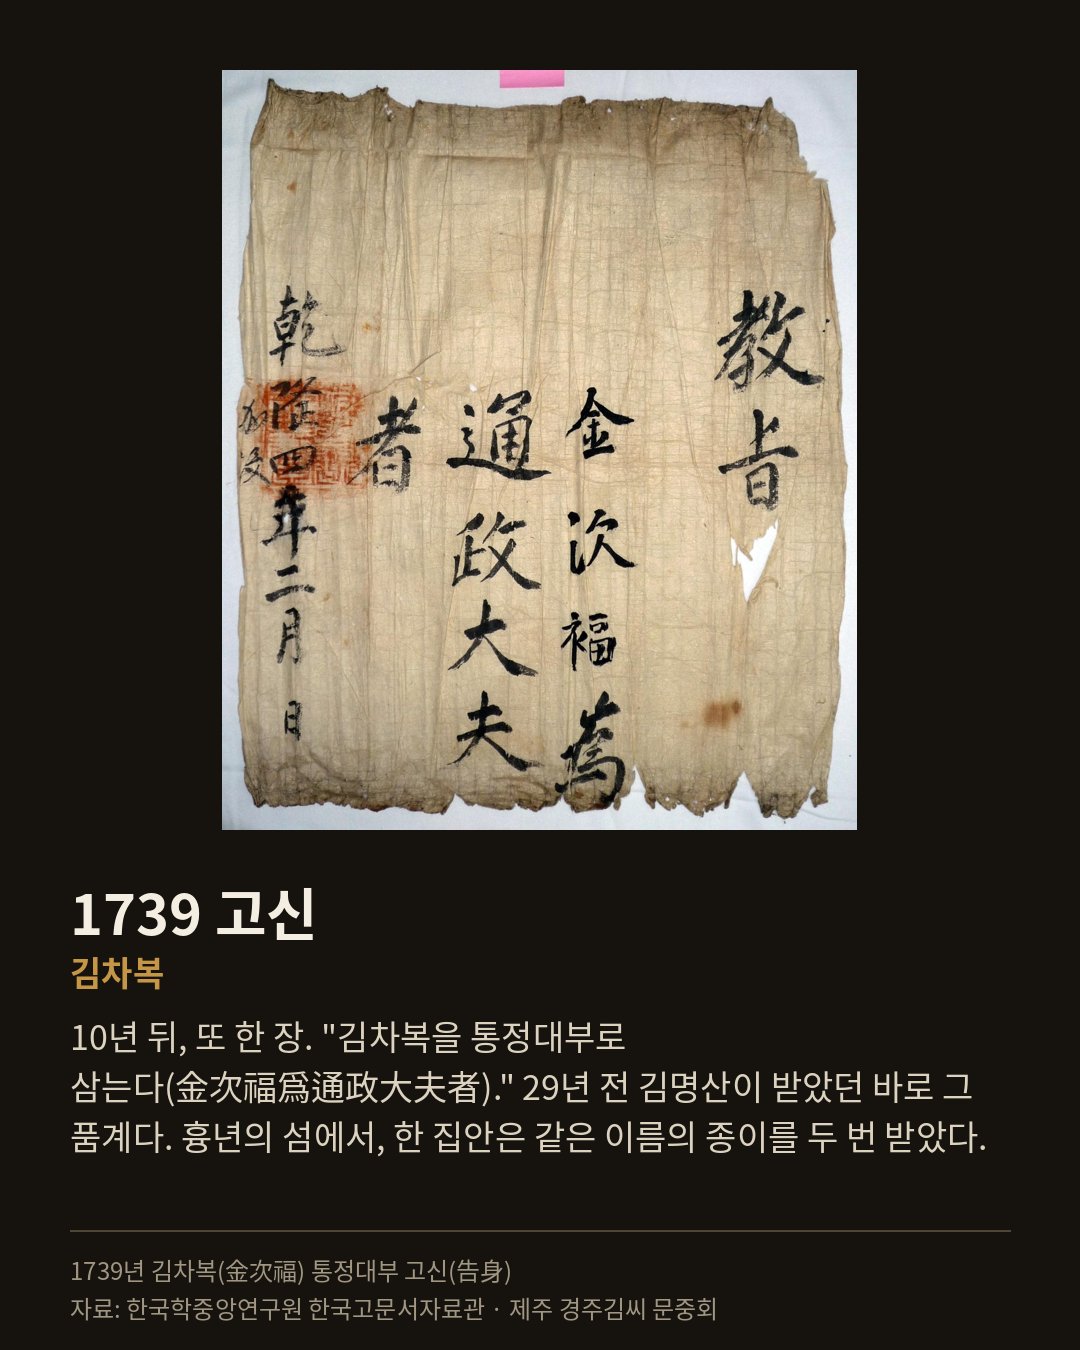 教旨
金次福爲
通政大夫
者
乾隆四年二月 日
1739 고신
김차복
10년 뒤, 또 한 장. "김차복을 통정대부로
삼는다(金次福爲通政大夫者)." 29년 전 김명산이 받았던 바로 그
품계다. 흉년의 섬에서, 한 집안은 같은 이름의 종이를 두 번 받았다.
1739년 김차복(金次福) 통정대부 고신(告身)
자료: 한국학중앙연구원 한국고문서자료관 · 제주 경주김씨 문중회